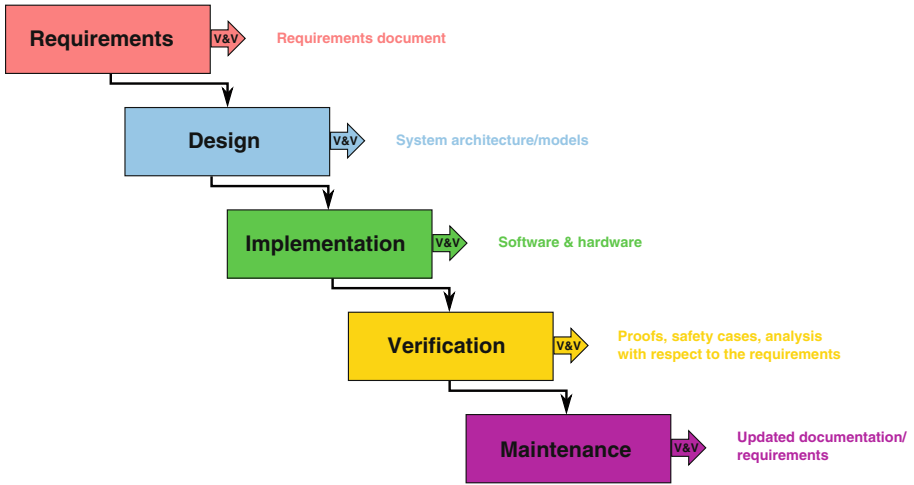 Requirements
V&V
Requirements document
Design
V&V
System architecture/models
Implementation
V&V
Software & hardware
Verification
V&V
Proofs, safety cases, analysis
with respect to the requirements
Maintenance
V&V
Updated documentation/
requirements